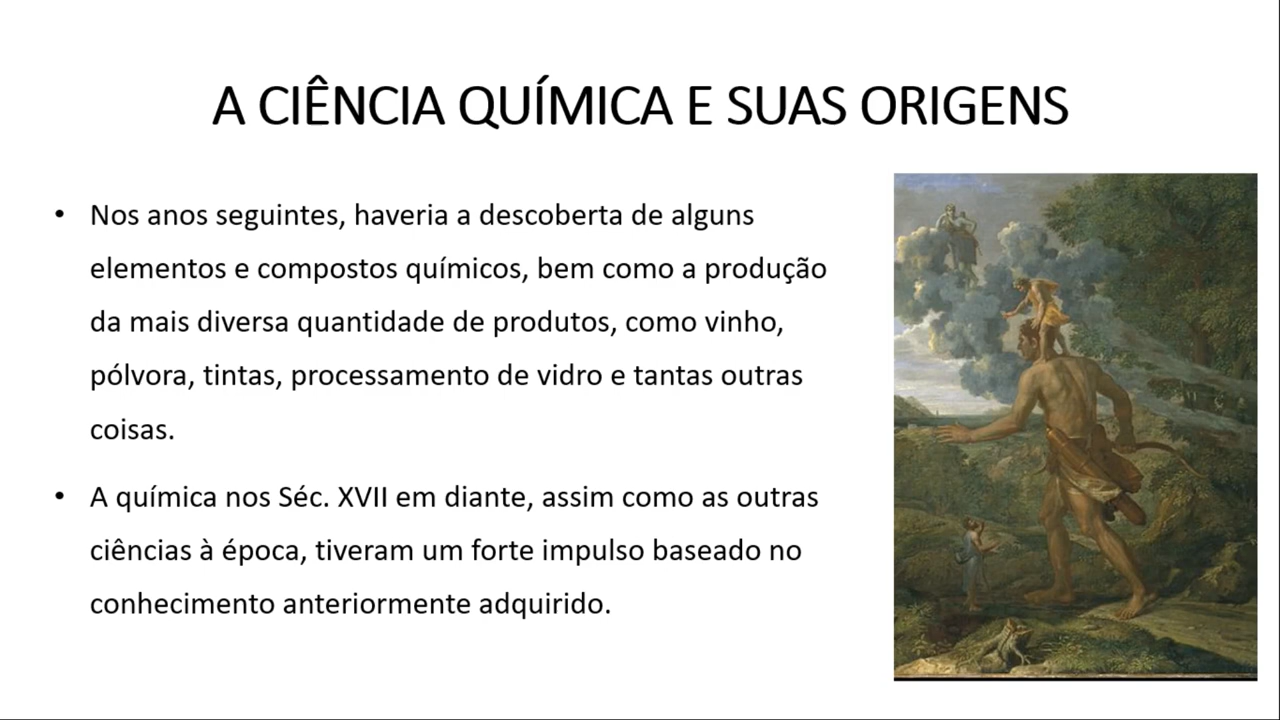 A CIÊNCIA QUÍMICA E SUAS ORIGENS
• Nos anos seguintes, haveria a descoberta de alguns
elementos e compostos químicos, bem como a produção
da mais diversa quantidade de produtos, como vinho,
pólvora, tintas, processamento de vidro e tantas outras
coisas.
• A química nos Séc. XVII em diante, assim como as outras
ciências à época, tiveram um forte impulso baseado no
conhecimento anteriormente adquirido.